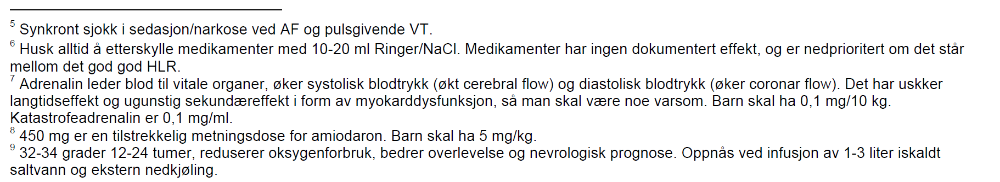 5 Synkront sjokk i sedasjon/narkose ved AF og pulsgivende VT.
6 Husk alltid å etterskylle medikamenter med 10-20 ml Ringer/NaCl. Medikamenter har ingen dokumentert effekt, og er nedprioritert om det står
mellom det god god HLR.
7 Adrenalin leder blod til vitale organer, øker systolisk blodtrykk (økt cerebral flow) og diastolisk blodtrykk (øker coronar flow). Det har uskker
langtidseffekt og ugunstig sekundæreffekt i form av myokarddysfunksjon, så man skal være noe varsom. Barn skal ha 0,1 mg/10 kg.
Katastrofeadrenalin er 0,1 mg/ml.
8 450 mg er en tilstrekkelig metningsdose for amiodaron. Barn skal ha 5 mg/kg.
9 32-34 grader 12-24 tumer, reduserer oksygenforbruk, bedrer overlevelse og nevrologisk prognose. Oppnås ved infusjon av 1-3 liter iskaldt
saltvann og ekstern nedkjøling.